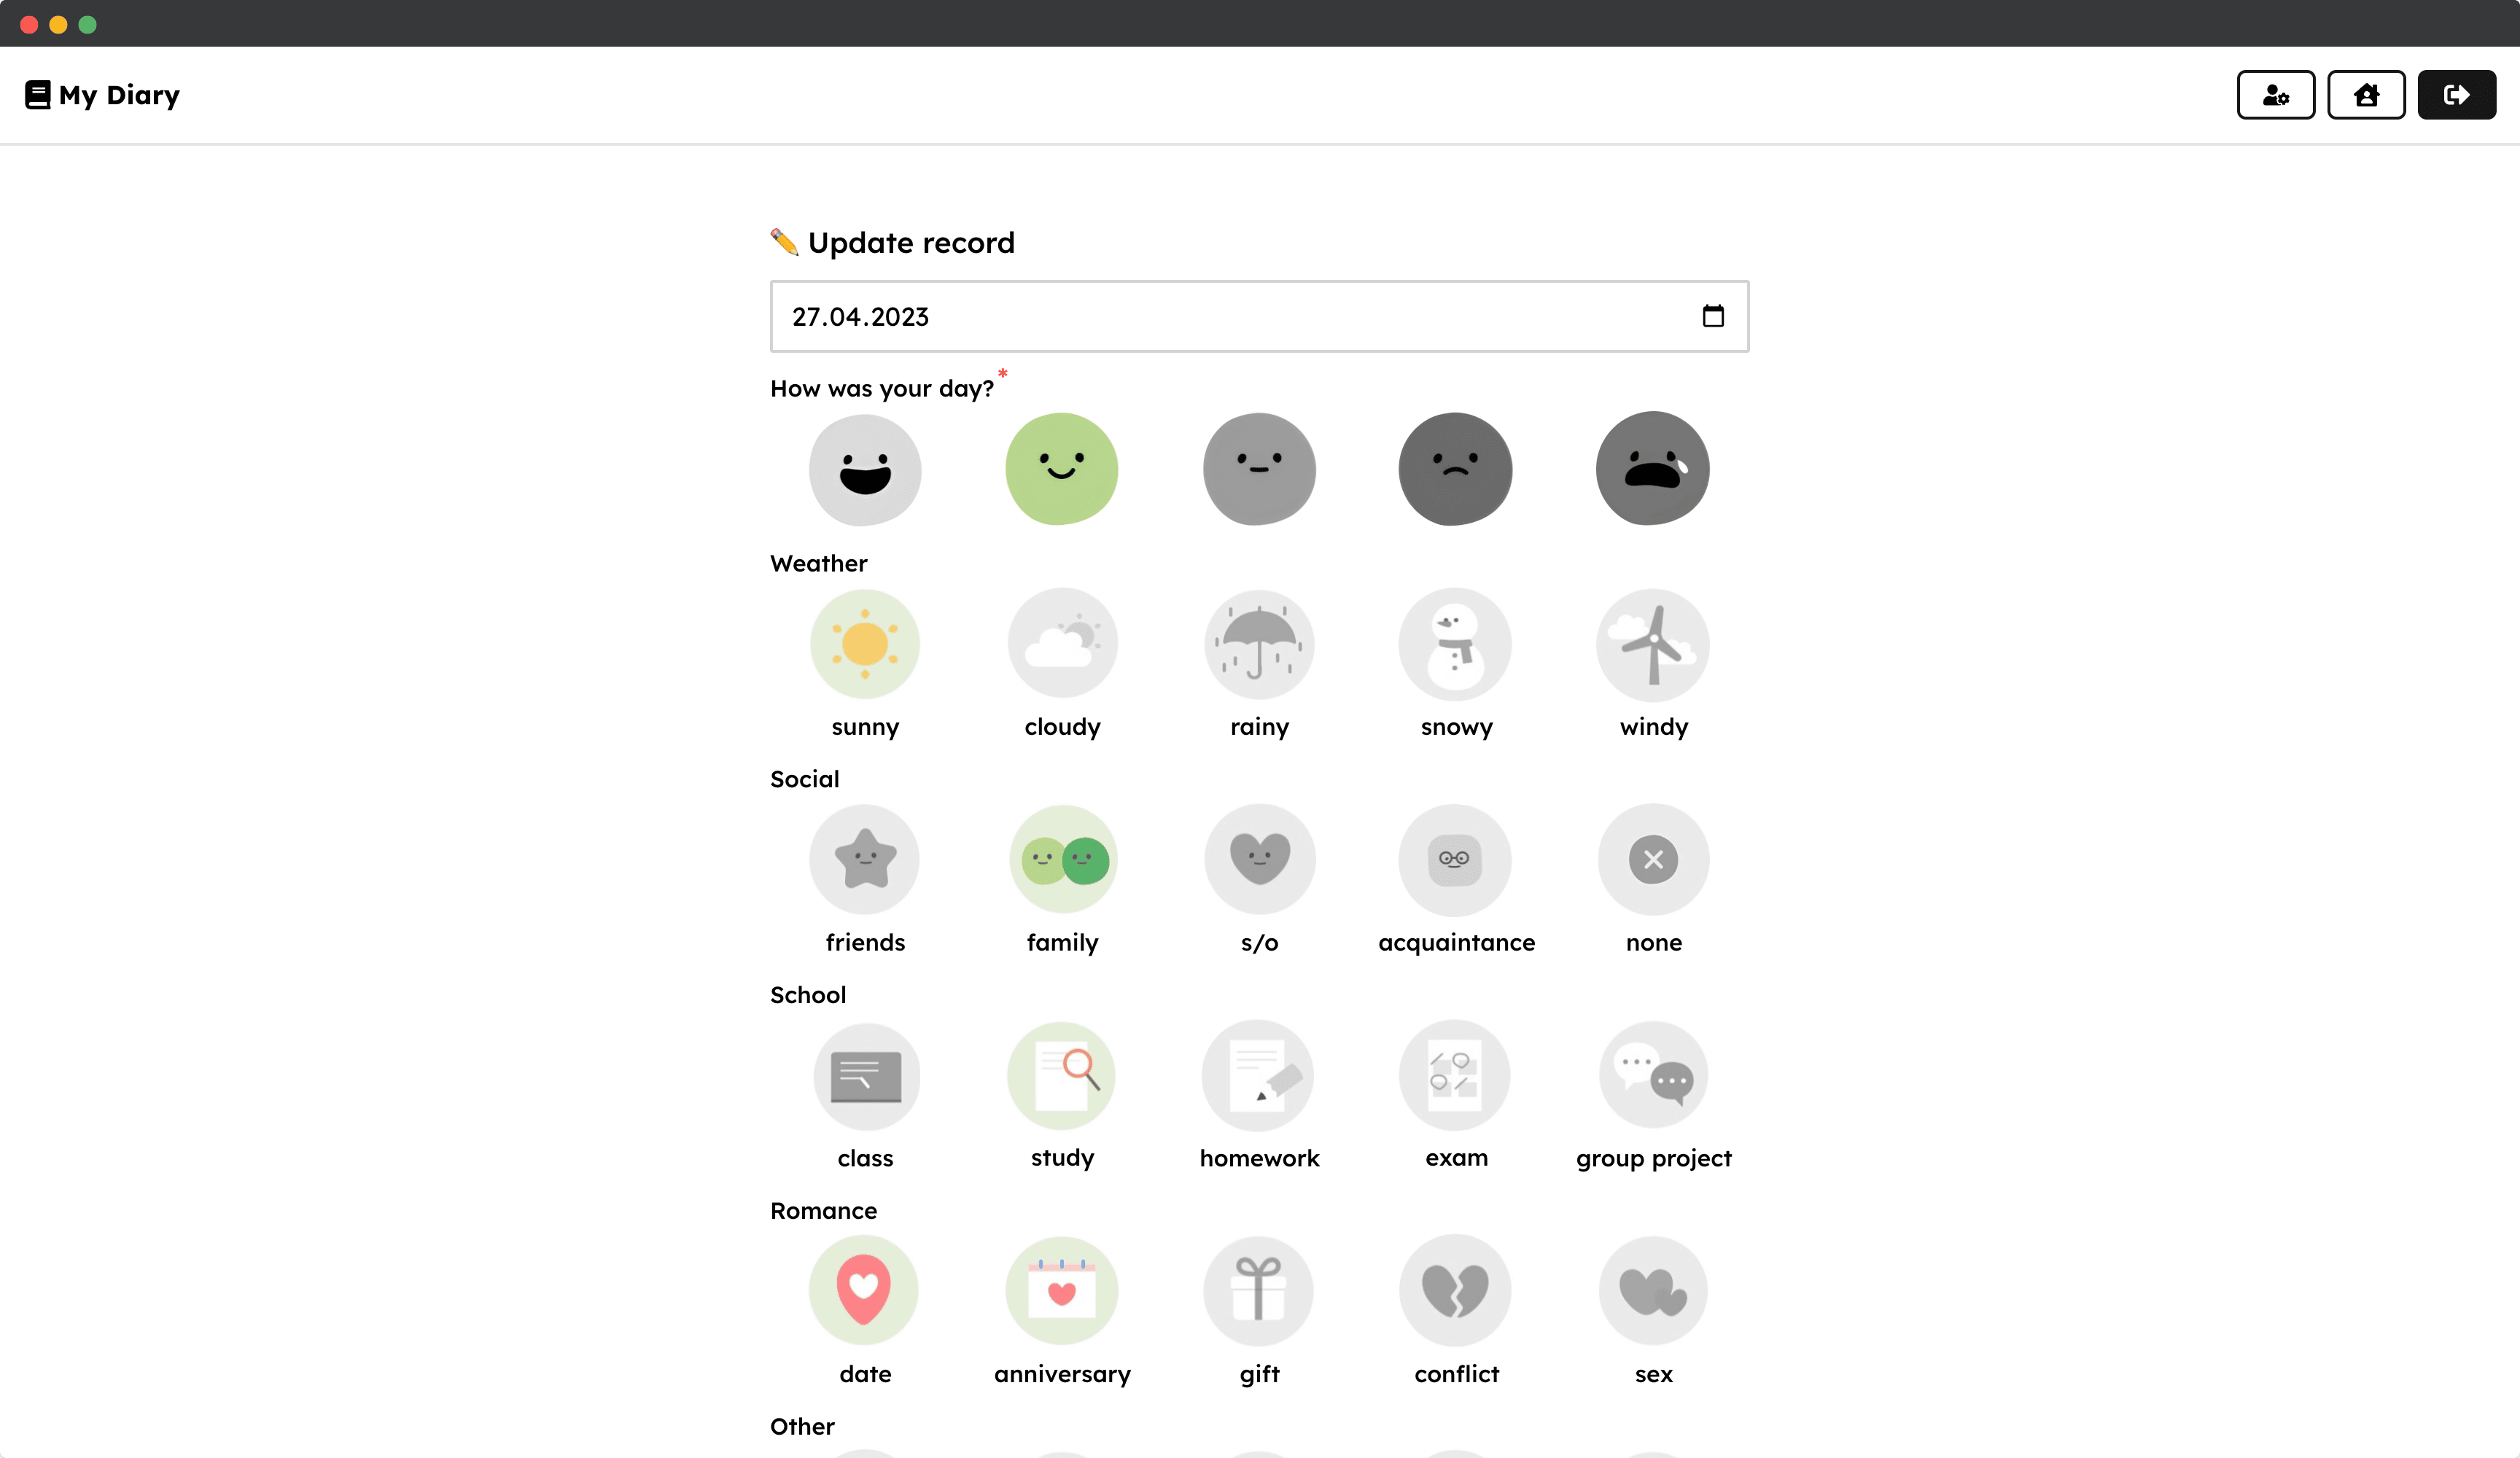 My Diary
Update record
27.04.2023
How was your day?*
Weather
sunny cloudy rainy snowy windy
Social
friends family s/o acquaintance none
School
class study homework exam group project
Romance
date anniversary gift conflict sex
Other